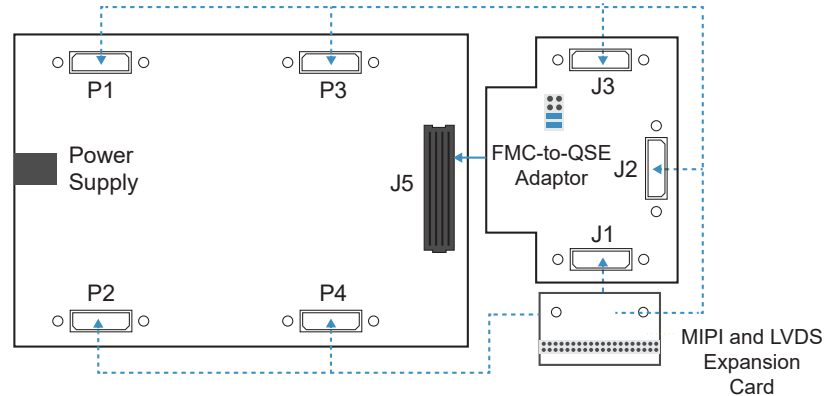 P1
P3
J3
Power
Supply
J5
FMC-to-QSE
Adaptor
J2
J1
P2
P4
MIPI and LVDS
Expansion
Card